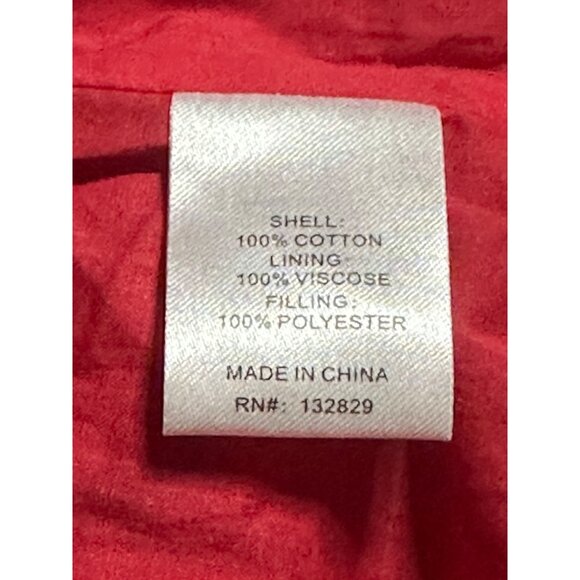 SHELL:
100% COTTON
LINING:
100% VISCOSE
FILLING:
100% POLYESTER
MADE IN CHINA
RN#: 132829